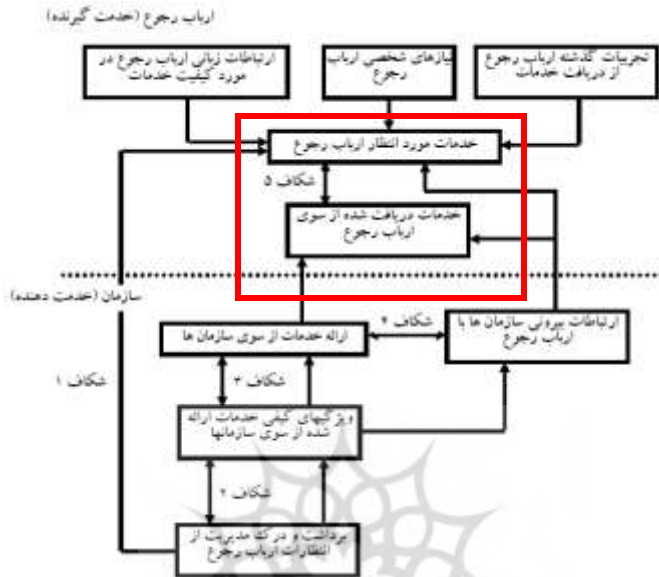 ارباب رجوع (خدمت گیرنده)
تجربیات گذشته ارباب رجوع
از دریافت خدمات
نیازهای شخصی ارباب
رجوع
ارتباطات زبانی ارباب رجوع در
مورد کیفیت خدمات
خدمات مورد انتظار ارباب رجوع
شکاف ۵
خدمات دریافت شده از سوی
ارباب رجوع
سازمان (خدمت دهنده)
ارتباطات بیرونی سازمان ها با
ارباب رجوع
شکاف ۴
ارائه خدمات از سوی سازمان ها
شکاف ۱
شکاف ۳
ویژگیهای کیفی خدمات ارائه
شده از سوی سازمانها
شکاف ۲
برداشت و درک مدیریت از
انتظارات ارباب رجوع